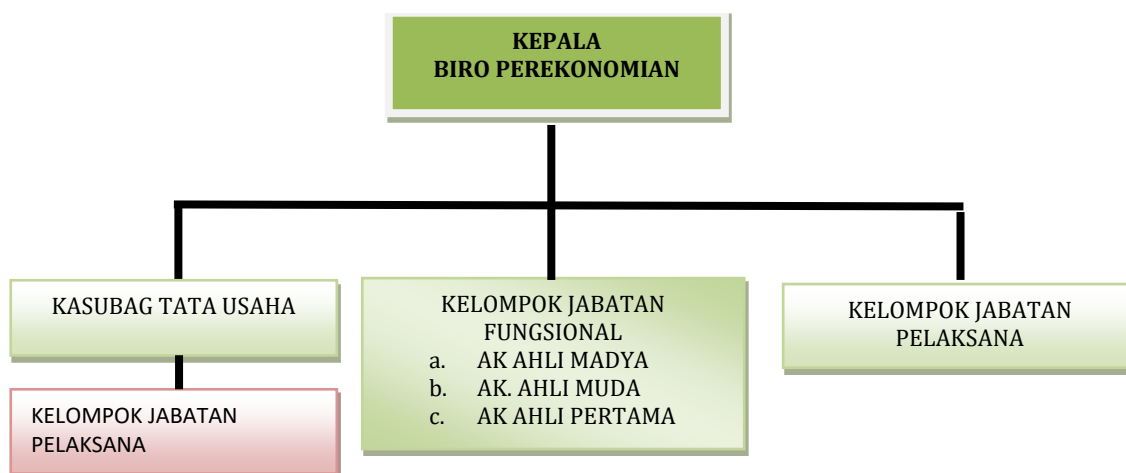 KEPALA
BIRO PEREKONOMIAN
KASUBAG TATA USAHA
KELOMPOK JABATAN
PELAKSANA
KELOMPOK JABATAN
FUNGSIONAL
a. AK AHLI MADYA
b. AK. AHLI MUDA
c. AK AHLI PERTAMA
KELOMPOK JABATAN
PELAKSANA